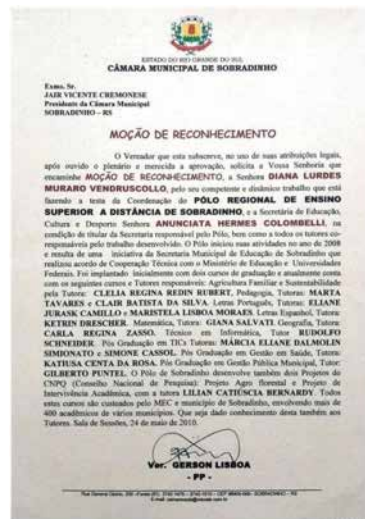 ESTADO DO RIO GRANDE DO SUL
CÂMARA MUNICIPAL DE SOBRADINHO
Exmo. Sr.
JAIR VICENTE CREMONESE
Presidente da Câmara Municipal
SOBRADINHO – RS
MOÇÃO DE RECONHECIMENTO
O Vereador que esta subscreve, no uso de suas atribuições legais,
após ouvido o plenário e merecida a aprovação, solicita a Vossa Senhoria que
encaminhe MOÇÃO DE RECONHECIMENTO, a Senhora DIANA LURDES
MURARO VENDRUSCOLLO, pelo seu competente e dinâmico trabalho que está
fazendo a testa da Coordenação do PÓLO REGIONAL DE ENSINO
SUPERIOR A DISTÂNCIA DE SOBRADINHO, e a Secretária de Educação,
Cultura e Desporto Senhora ANUNCIATA HERMES COLOMBELLI, na
condição de titular da Secretaria responsável pelo Pólo, bem como a todos os tutores co-
responsáveis pelo trabalho desenvolvido. O Pólo iniciou suas atividades no ano de 2008
e resulta de uma iniciativa da Secretaria Municipal de Educação de Sobradinho que
realizou acordo de Cooperação Técnica com o Ministério de Educação e Universidades
Federais. Foi implantado inicialmente com dois cursos de graduação e atualmente conta
com os seguintes cursos e Tutores responsáveis: Agricultura Familiar e Sustentabilidade
pela Tutora: CLELIA REGINA REDIN RUBERT, Pedagogia, Tutoras: MARTA
TAVARES e CLAIR BATISTA DA SILVA. Letras Português, Tutoras: ELIANE
JURASK CAMILLO e MARISTELA LISBOA MORAES. Letras Espanhol, Tutora
KETRIN DRESCHER. Matemática, Tutora: GIANA SALVATI. Geografia, Tutora:
CARLA REGINA ZASSO. Técnico em Informática, Tutor RUDOLFO
SCHNEIDER. Pós Graduação em TICs Tutoras: MÁRCIA ELIANE DALMOLIN
SIMIONATO e SIMONE CASSOL. Pós Graduação em Gestão em Saúde, Tutora:
KATIUSA CENTA DA ROSA. Pós Graduação em Gestão Pública Municipal, Tutor:
GILBERTO PUNTEL. O Pólo de Sobradinho desenvolve também dois Projetos do
CNPQ (Conselho Nacional de Pesquisa): Projeto Agro florestal e Projeto de
Intervivência Acadêmica, com a tutora LILIAN CATIÚSCIA BERNARDY. Todos
estes cursos são custeados pelo MEC e município de Sobradinho, envolvendo mais de
400 acadêmicos de vários municípios. Que seja dado conhecimento desta também aos
Tutores. Sala de Sessões, 24 de maio de 2010.
Ver. GERSON LISBOA
- PP -